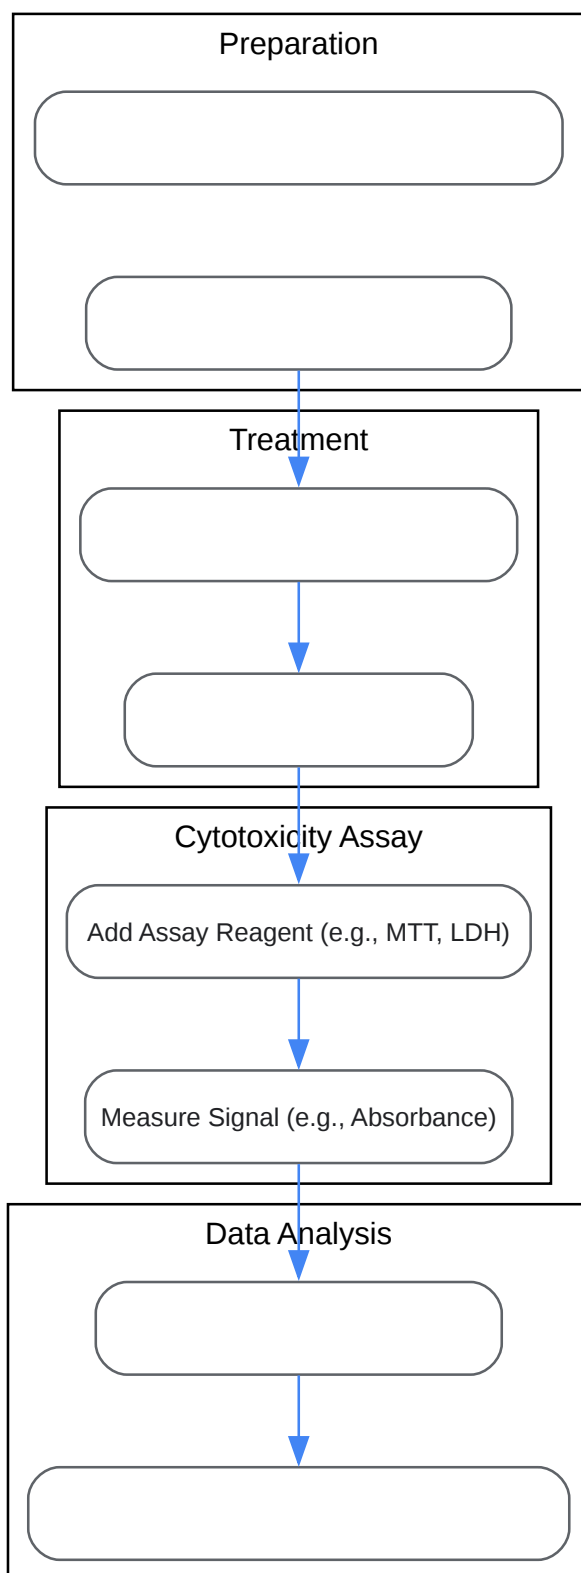 Preparation
Treatment
Cytotoxicity Assay
Add Assay Reagent (e.g., MTT, LDH)
Measure Signal (e.g., Absorbance)
Data Analysis